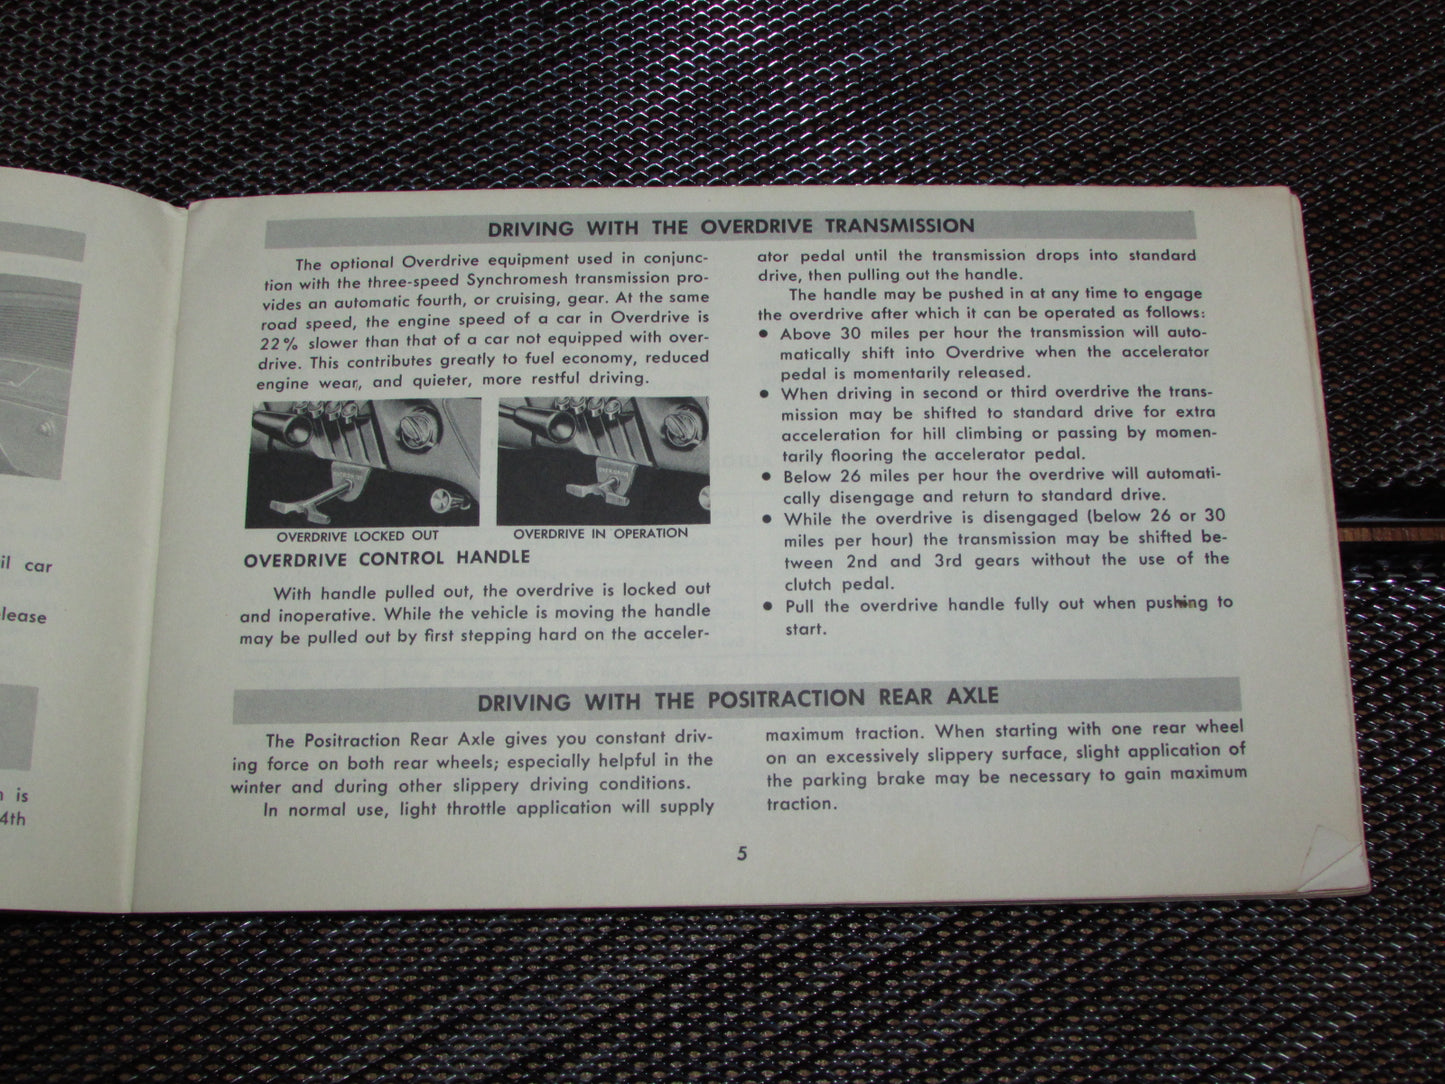 il car
lease
n is
4th
DRIVING WITH THE OVERDRIVE TRANSMISSION
The optional Overdrive equipment used in conjunc-
tion with the three-speed Synchromesh transmission pro-
vides an automatic fourth, or cruising, gear. At the same
road speed, the engine speed of a car in Overdrive is
22% slower than that of a car not equipped with over-
drive. This contributes greatly to fuel economy, reduced
engine wear, and quieter, more restful driving.
OVERDRIVE LOCKED OUT
OVERDRIVE IN OPERATION
OVERDRIVE CONTROL HANDLE
With handle pulled out, the overdrive is locked out
and inoperative. While the vehicle is moving the handle
may be pulled out by first stepping hard on the acceler-
ator pedal until the transmission drops into standard
drive, then pulling out the handle.
The handle may be pushed in at any time to engage
the overdrive after which it can be operated as follows:
● Above 30 miles per hour the transmission will auto-
matically shift into Overdrive when the accelerator
pedal is momentarily released.
● When driving in second or third overdrive the trans-
mission may be shifted to standard drive for extra
acceleration for hill climbing or passing by momen-
tarily flooring the accelerator pedal.
● Below 26 miles per hour the overdrive will automati-
cally disengage and return to standard drive.
● While the overdrive is disengaged (below 26 or 30
miles per hour) the transmission may be shifted be-
tween 2nd and 3rd gears without the use of the
clutch pedal.
● Pull the overdrive handle fully out when pushing to
start.
DRIVING WITH THE POSITRACTION REAR AXLE
The Positraction Rear Axle gives you constant driv-
ing force on both rear wheels; especially helpful in the
winter and during other slippery driving conditions.
In normal use, light throttle application will supply
maximum traction. When starting with one rear wheel
on an excessively slippery surface, slight application of
the parking brake may be necessary to gain maximum
traction.
5